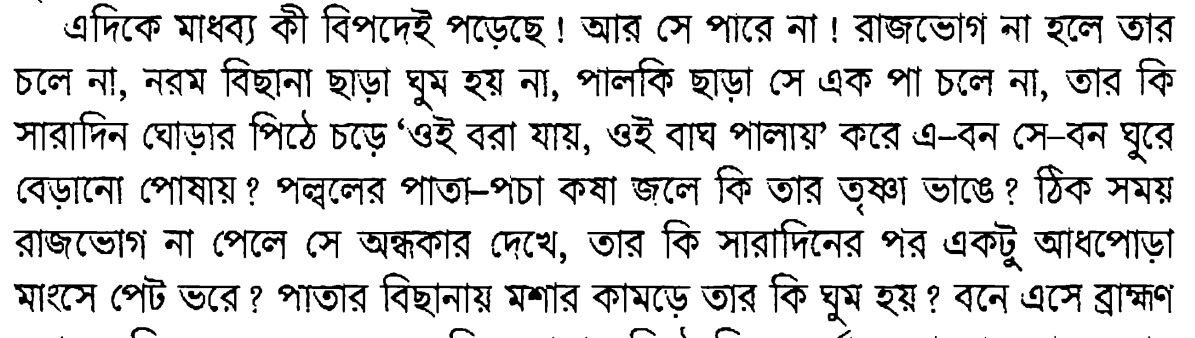 এদিকে মাধব্য কী বিপদেই পড়েছে ! আর সে পারে না ! রাজভোগ না হলে তার
চলে না, নরম বিছানা ছাড়া ঘুম হয় না, পালকি ছাড়া সে এক পা চলে না, তার কি
সারাদিন ঘোড়ার পিঠে চড়ে ‘ওই বরা যায়, ওই বাঘ পালায়’ করে এ–বন সে–বন ঘুরে
বেড়ানো পোষায় ? পল্বলের পাতা–পচা কষা জলে কি তার তৃষ্ণা ভাঙে ? ঠিক সময়
রাজভোগ না পেলে সে অন্ধকার দেখে, তার কি সারাদিনের পর একটু আধপোড়া
মাংসে পেট ভরে ? পাতার বিছানায় মশার কামড়ে তার কি ঘুম হয় ? বনে এসে ব্রাহ্মণ